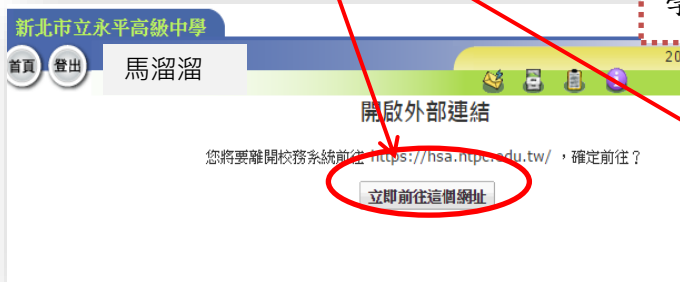 新北市立永平高級中學
首頁 登出 馬溜溜
20
開啟外部連結
您將要離開校務系統前往 https://hsa.ntpc.edu.tw/ ，確定前往？
立即前往這個網址